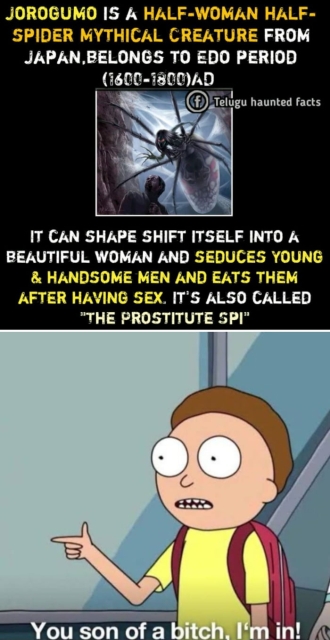 JOROGUMO IS A HALF-WOMAN HALF-
SPIDER MYTHICAL CREATURE FROM
JAPAN,BELONGS TO EDO PERIOD
(1600-1800)AD
f Telugu haunted facts
IT CAN SHAPE SHIFT ITSELF INTO A
BEAUTIFUL WOMAN AND SEDUCES YOUNG
& HANDSOME MEN AND EATS THEM
AFTER HAVING SEX. IT'S ALSO CALLED
"THE PROSTITUTE SPI"
You son of a bitch, I'm in!